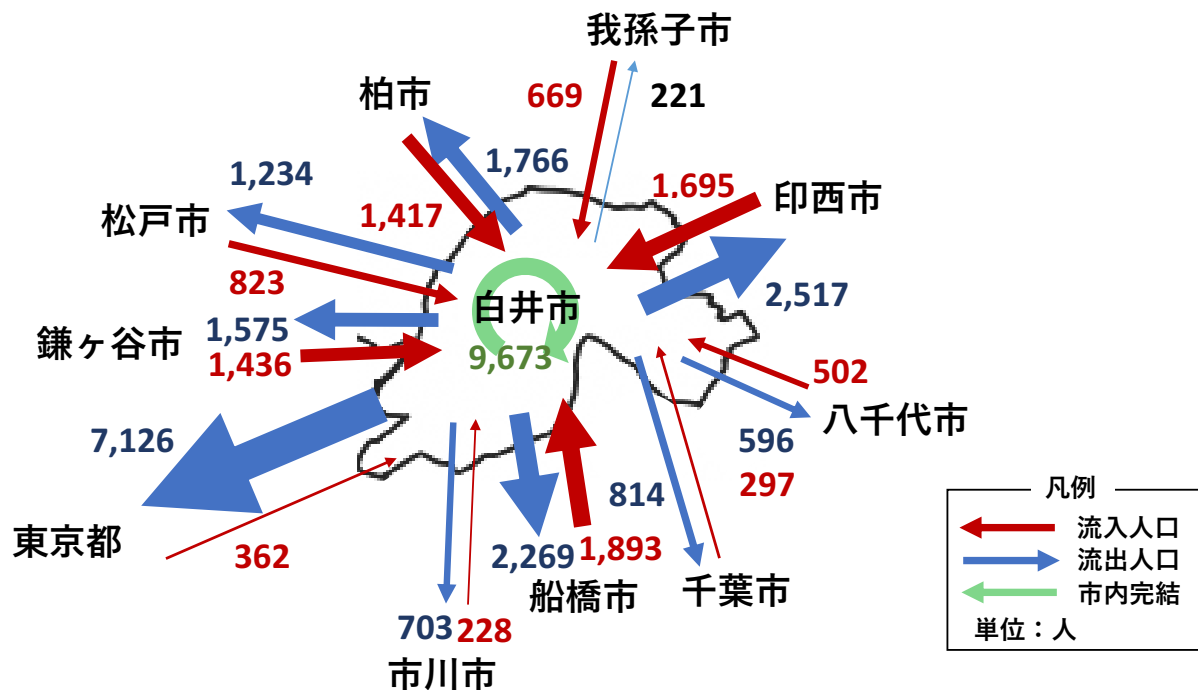 我孫子市
669
221
柏市
1,766
1,417
1,695
印西市
2,517
1,234
松戸市
823
白井市
9,673
鎌ヶ谷市
1,575
1,436
502
八千代市
596
7,126
東京都
362
703
228
市川市
2,269
1,893
船橋市
814
297
千葉市
凡例
流入人口
流出人口
市内完結
単位：人